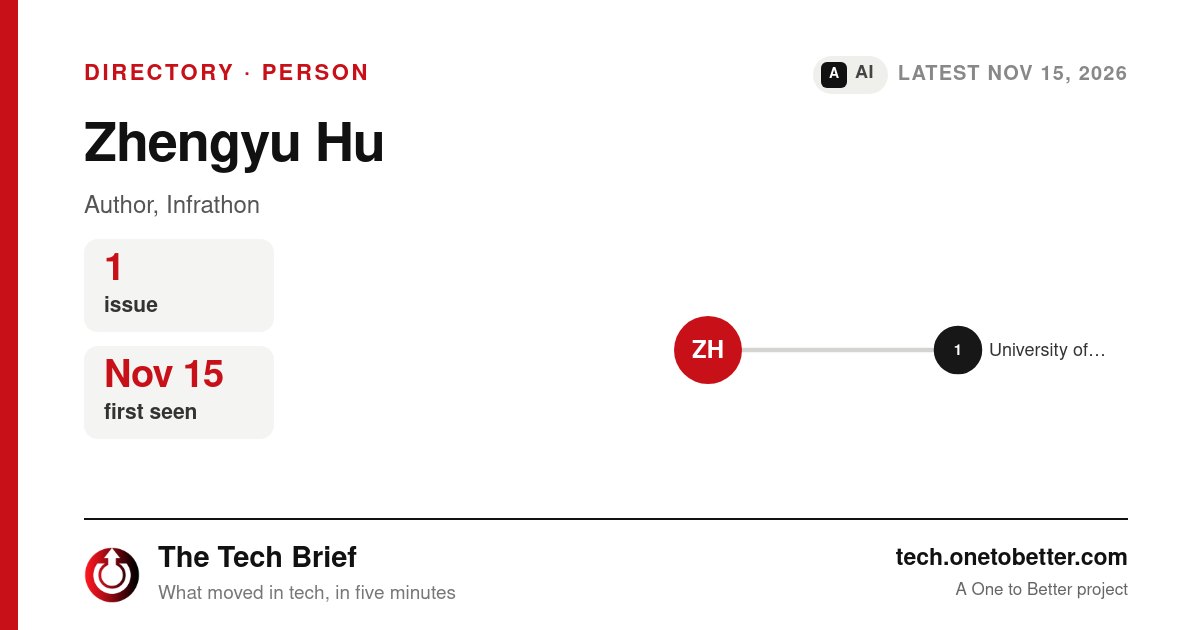 DIRECTORY · PERSON
A AI LATEST NOV 15, 2026
Zhengyu Hu
Author, Infrathon
1
issue
Nov 15
first seen
ZH
1
University of…
The Tech Brief
What moved in tech, in five minutes
tech.onetobetter.com
A One to Better project